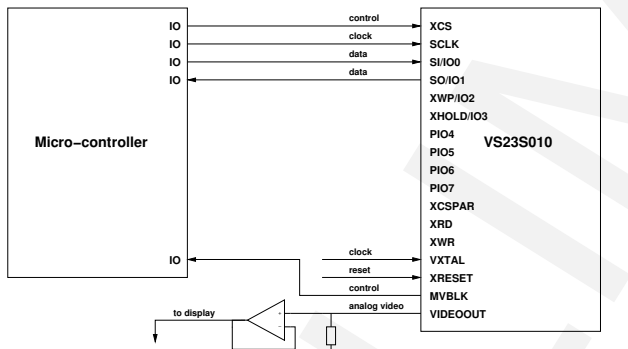 control
IO XCS
clock
IO SCLK
data
IO SI/IO0
data
IO SO/IO1
XWP/IO2
XHOLD/IO3
PIO4
Micro-controller VS23S010
PIO5
PIO6
PIO7
XCSPAR
XRD
XWR
clock
IO VXTAL
reset
XRESET
control
MVBLK
to display analog video
VIDEOOUT
+
-